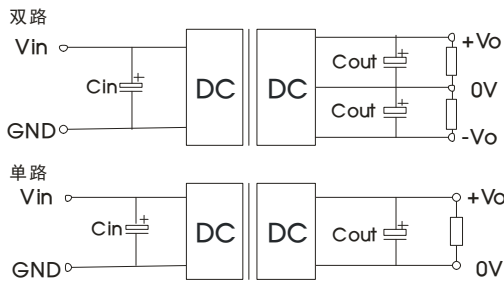 双路
Vin
+Vo
Cout
+
Cin
+
DC
DC
0V
Cout
+
GND
-Vo
单路
Vin
+Vo
Cin
+
DC
DC
Cout
+
GND
0V